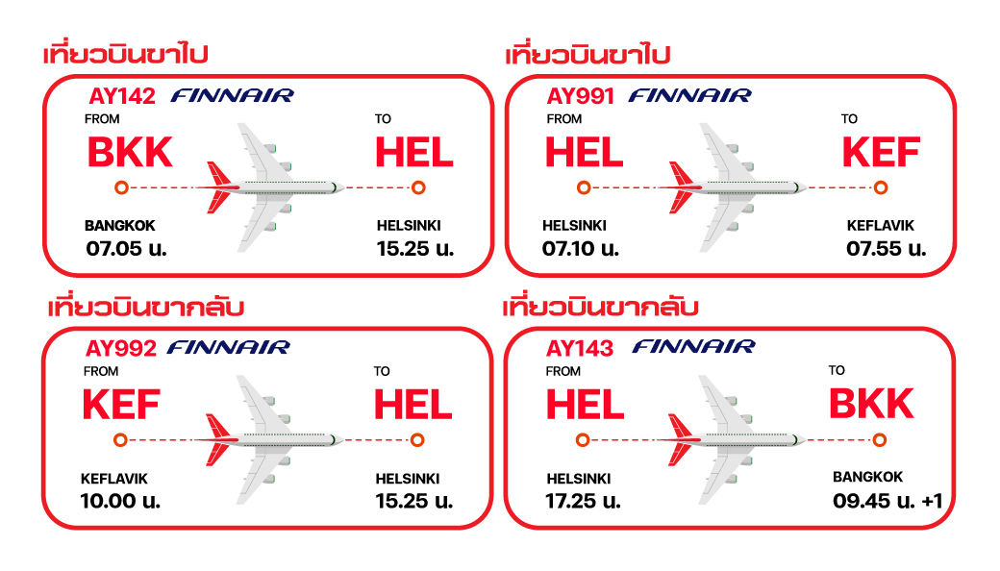 เที่ยวบินขาไป
AY142 FINNAIR
FROM TO
BKK HEL
BANGKOK HELSINKI
07.05 น. 15.25 น.
เที่ยวบินขาไป
AY991 FINNAIR
FROM TO
HEL KEF
HELSINKI KEFLAVIK
07.10 น. 07.55 น.
เที่ยวบินขากลับ
AY992 FINNAIR
FROM TO
KEF HEL
KEFLAVIK HELSINKI
10.00 น. 15.25 น.
เที่ยวบินขากลับ
AY143 FINNAIR
FROM TO
HEL BKK
HELSINKI BANGKOK
17.25 น. 09.45 น. +1